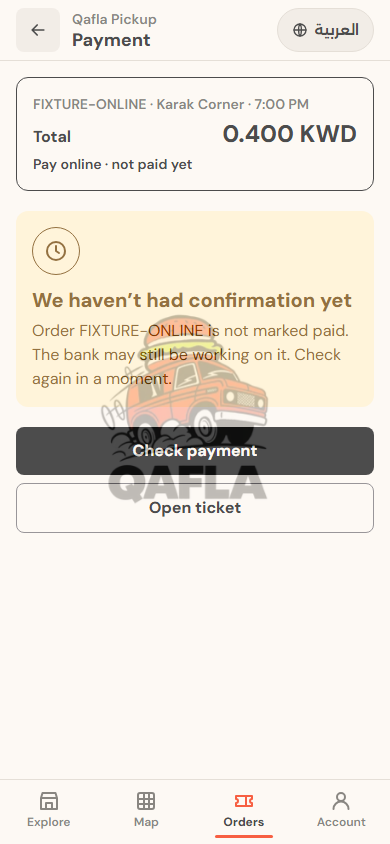 Qafla Pickup
Payment
العربية
FIXTURE-ONLINE · Karak Corner · 7:00 PM
Total 0.400 KWD
Pay online · not paid yet
We haven’t had confirmation yet
Order FIXTURE-ONLINE is not marked paid.
The bank may still be working on it. Check
again in a moment.
Check payment
QAFLA
Open ticket
Explore Map Orders Account